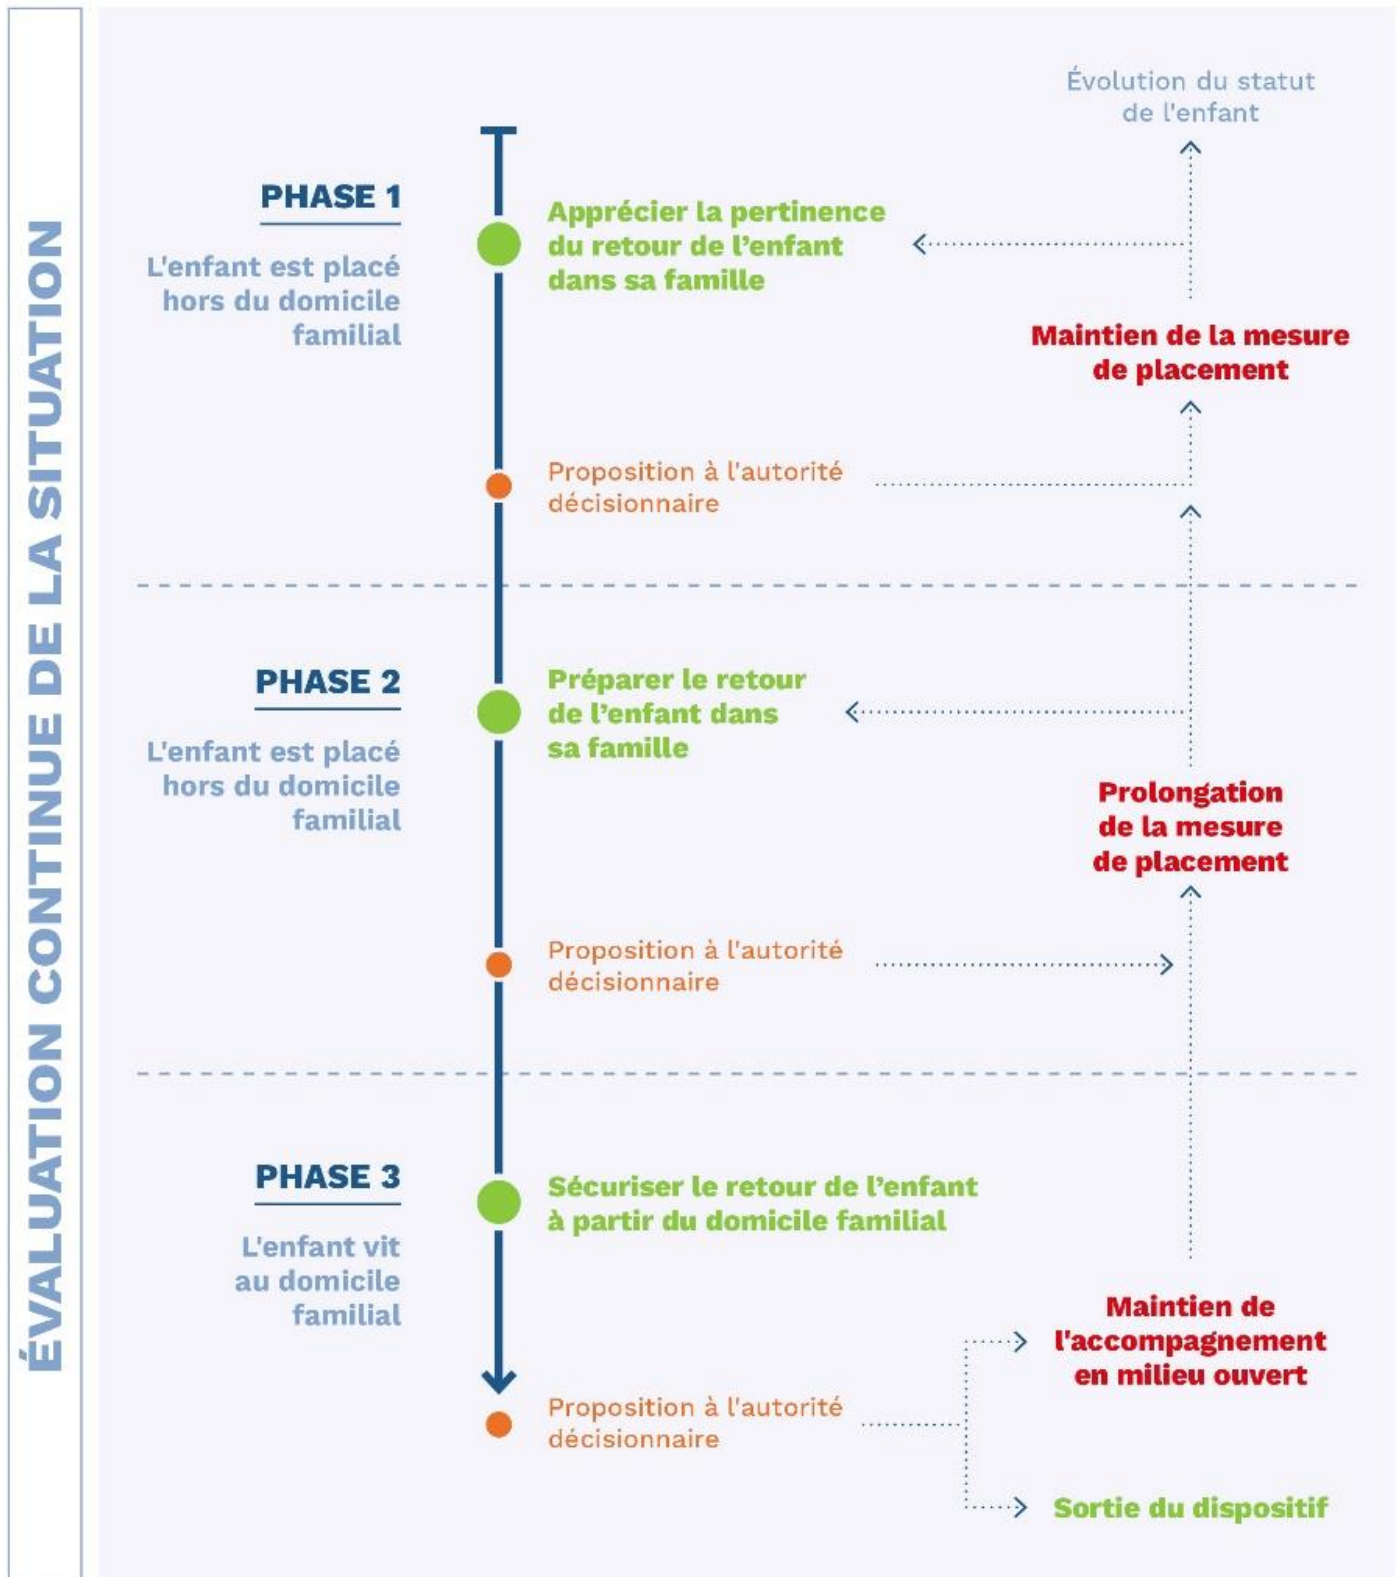 ÉVALUATION CONTINUE DE LA SITUATION
Évolution du statut
de l'enfant
PHASE 1
L'enfant est placé
hors du domicile
familial
Apprécier la pertinence
du retour de l’enfant
dans sa famille
Maintien de la mesure
de placement
Proposition à l'autorité
décisionnaire
PHASE 2
L'enfant est placé
hors du domicile
familial
Préparer le retour
de l’enfant dans
sa famille
Prolongation
de la mesure
de placement
Proposition à l'autorité
décisionnaire
PHASE 3
L'enfant vit
au domicile
familial
Sécuriser le retour de l’enfant
à partir du domicile familial
Maintien de
l'accompagnement
en milieu ouvert
Proposition à l'autorité
décisionnaire
Sortie du dispositif